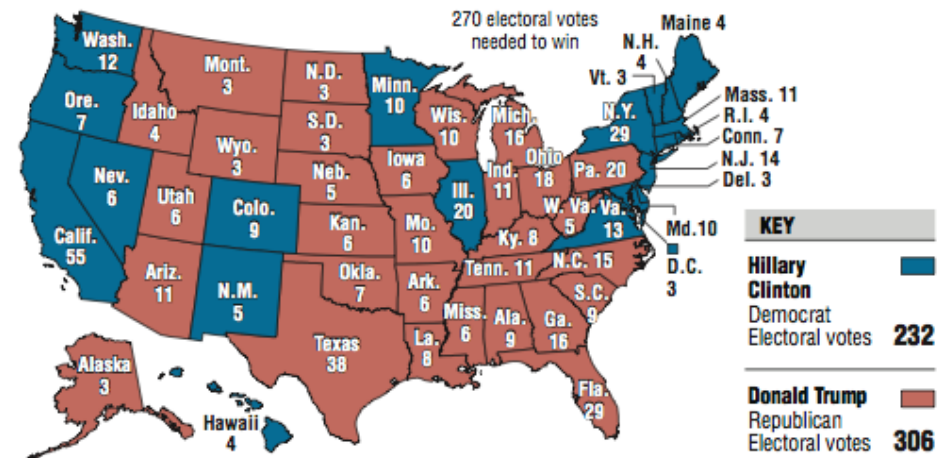 270 electoral votes
needed to win
Maine 4
N.H.
4
Vt. 3
Wash.
12
Mont.
3
N.D.
3
Minn.
10
Ore.
7
Idaho
4
S.D.
3
Wis.
10
Mich.
16
N.Y.
29
Mass. 11
R.I. 4
Conn. 7
N.J. 14
Del. 3
Wyo.
3
Iowa
6
Neb.
5
Ohio
18
Pa. 20
Ind.
11
Ill.
20
Nev.
6
Utah
6
Colo.
9
Kan.
6
Mo.
10
W. Va.
5
Va.
13
Md.10
D.C.
3
Ky. 8
Calif.
55
Ariz.
11
N.M.
5
Okla.
7
Ark.
6
Tenn. 11
N.C. 15
S.C.
9
Miss.
6
Ala.
9
Ga.
16
Texas
38
La.
8
Fla.
29
Alaska
3
Hawaii
4
KEY
Hillary
Clinton
Democrat
Electoral votes 232
Donald Trump
Republican
Electoral votes 306